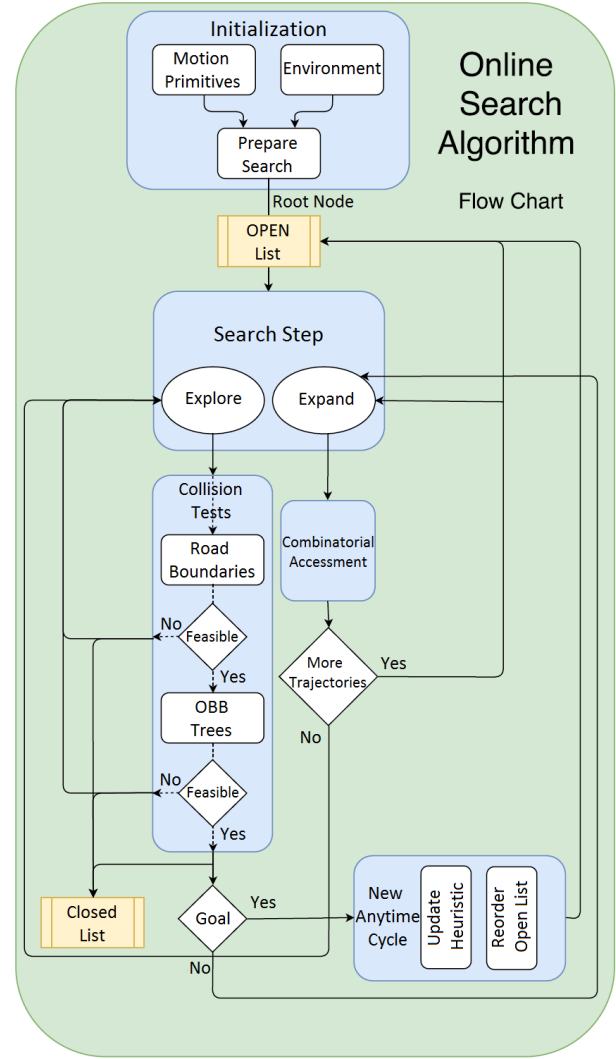 Initialization
Motion
Primitives
Environment
Prepare
Search
Online
Search
Algorithm
Flow Chart
Root Node
OPEN
List
Search Step
Explore
Expand
Collision
Tests
Road
Boundaries
Combinatorial
Accessment
No
Feasible
Yes
More
Trajectories
Yes
No
OBB
Trees
No
Feasible
Yes
Closed
List
Goal
Yes
No
New
Anytime
Cycle
Update
Heuristic
Reorder
Open List